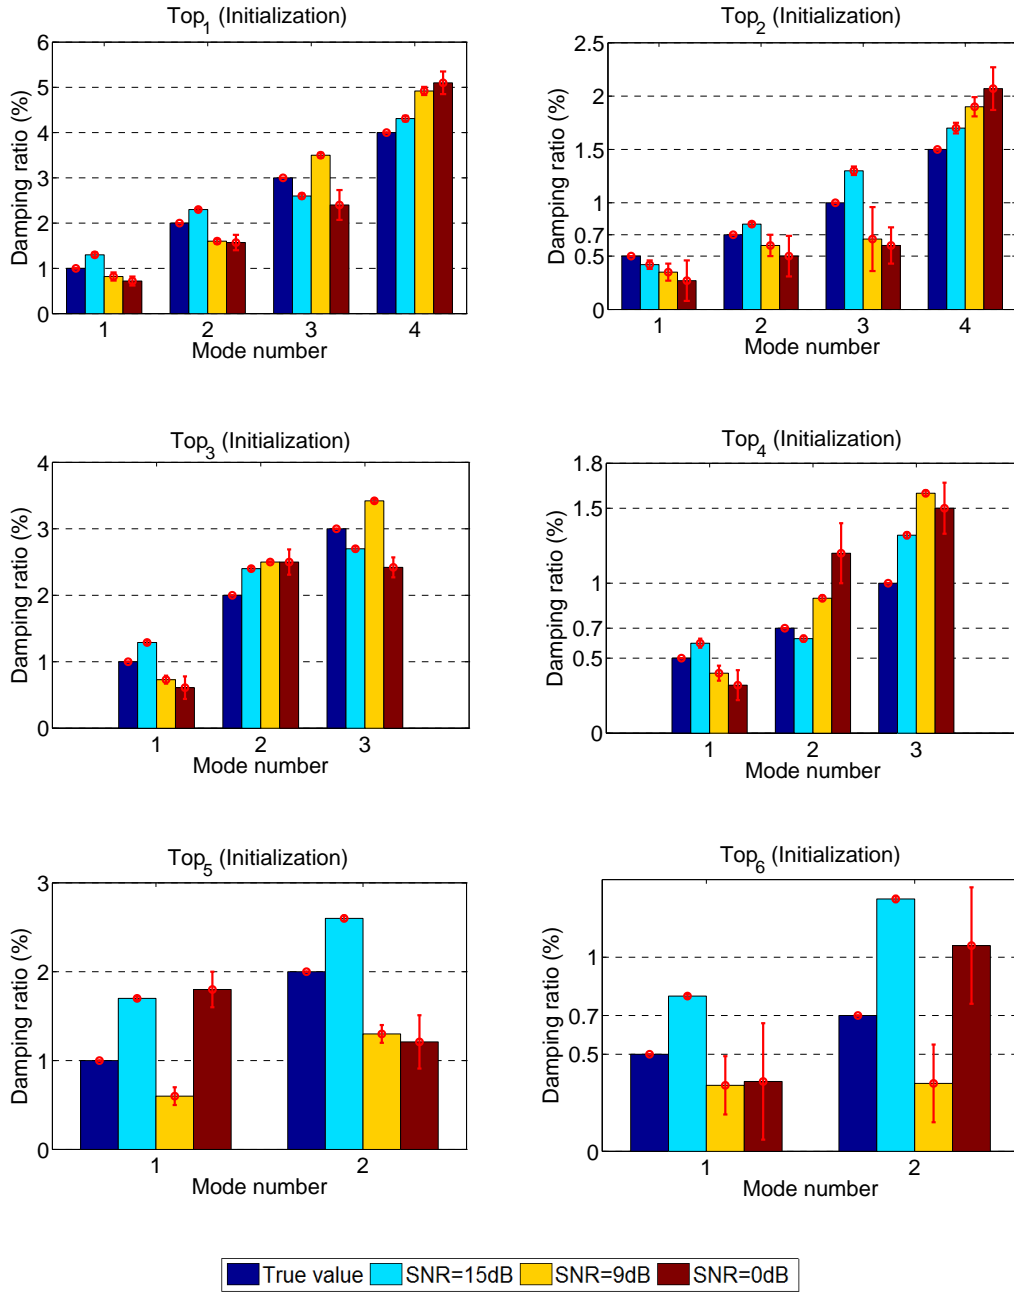 Top1 (Initialization)
Damping ratio (%)
6
5
4
3
2
1
0
1 2 3 4
Mode number
Top2 (Initialization)
Damping ratio (%)
2.5
2
1.5
1
0.7
0.5
0
1 2 3 4
Mode number
Top3 (Initialization)
Damping ratio (%)
4
3
2
1
0
1 2 3
Mode number
Top4 (Initialization)
Damping ratio (%)
1.8
1.5
1
0.7
0.5
0
1 2 3
Mode number
Top5 (Initialization)
Damping ratio (%)
3
2
1
0
1 2
Mode number
Top6 (Initialization)
Damping ratio (%)
1
0.7
0.5
0
1 2
Mode number
True value SNR=15dB SNR=9dB SNR=0dB